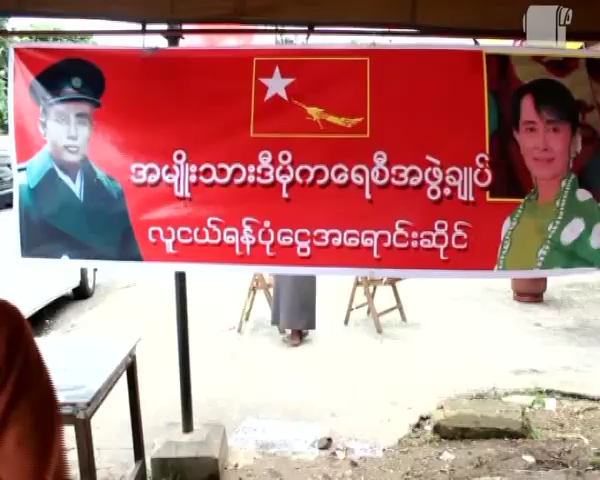 အမျိုးသားဒီမိုကရေစီအဖွဲ့ချုပ်
လူငယ်ရန်ပုံငွေအရောင်းဆိုင်